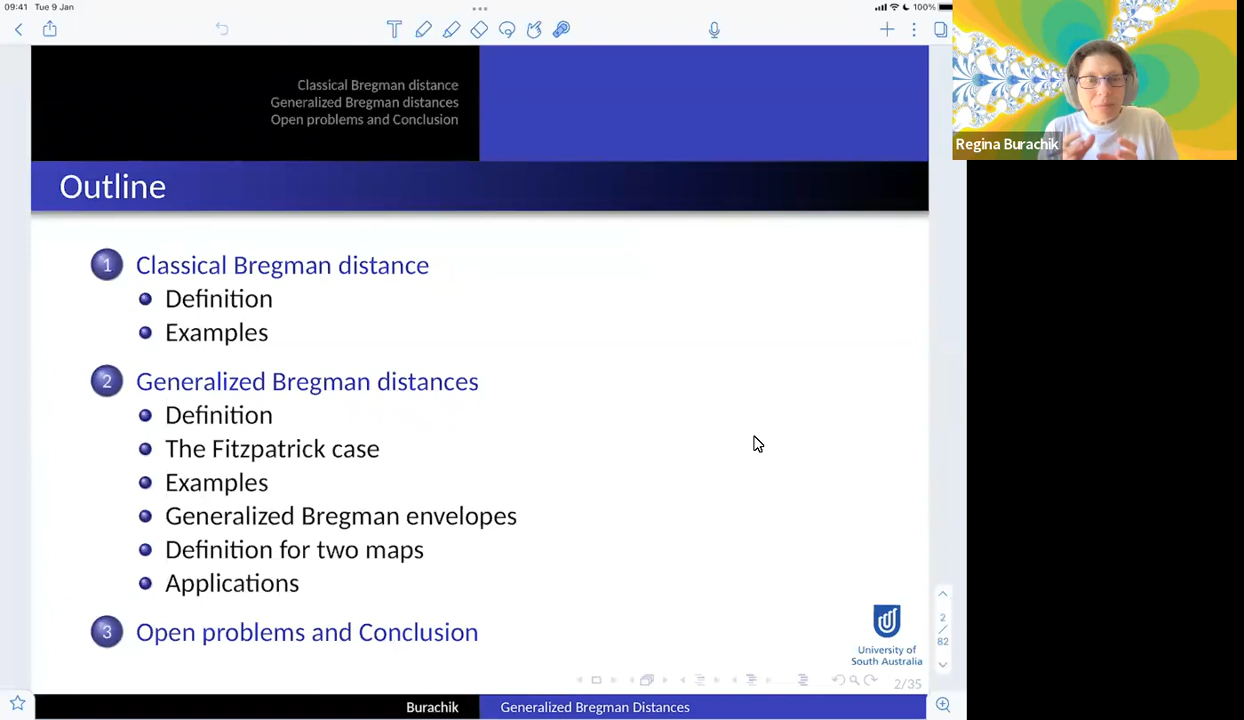 09:41 Tue 9 Jan
100%
Classical Bregman distance
Generalized Bregman distances
Open problems and Conclusion
Regina Burachik
Outline
1 Classical Bregman distance
Definition
Examples
2 Generalized Bregman distances
Definition
The Fitzpatrick case
Examples
Generalized Bregman envelopes
Definition for two maps
Applications
3 Open problems and Conclusion
University of
South Australia
2
/
82
2/35
Burachik
Generalized Bregman Distances